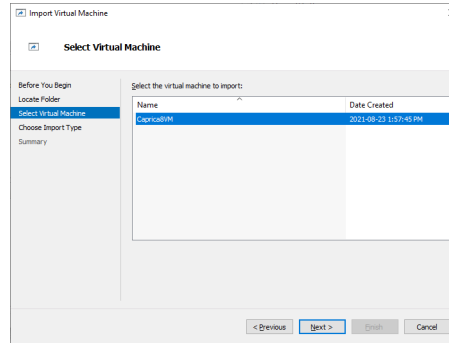 Import Virtual Machine
Select Virtual Machine
Before You Begin
Locate Folder
Select Virtual Machine
Choose Import Type
Summary
Select the virtual machine to import:
Name Date Created
Caprica8VM 2021-08-23 1:57:45 PM
< Previous Next > Finish Cancel